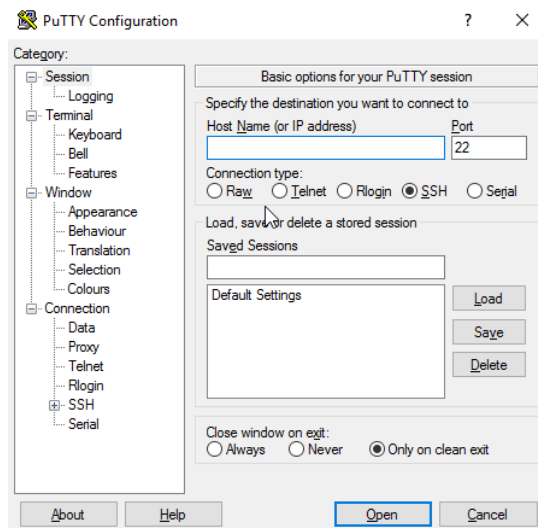 PuTTY Configuration
? ×
Category:
Session
Logging
Terminal
Keyboard
Bell
Features
Window
Appearance
Behaviour
Translation
Selection
Colours
Connection
Data
Proxy
Telnet
Rlogin
SSH
Serial
Basic options for your PuTTY session
Specify the destination you want to connect to
Host Name (or IP address) Port
22
Connection type:
Raw Telnet Rlogin SSH Serial
Load, save or delete a stored session
Saved Sessions
Default Settings
Load
Save
Delete
Close window on exit:
Always Never Only on clean exit
About Help Open Cancel